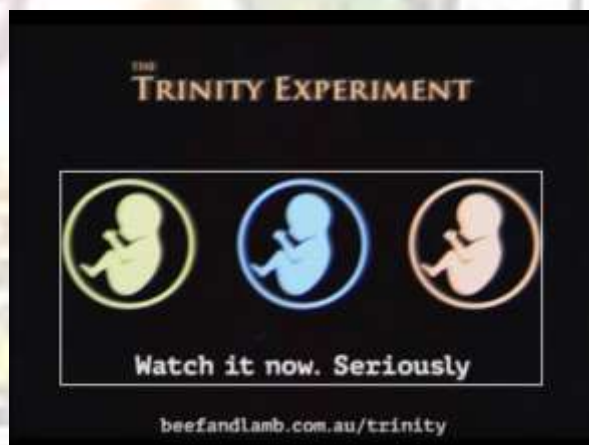 THE
TRINITY EXPERIMENT
Watch it now. Seriously
beefandlamb.com.au/trinity